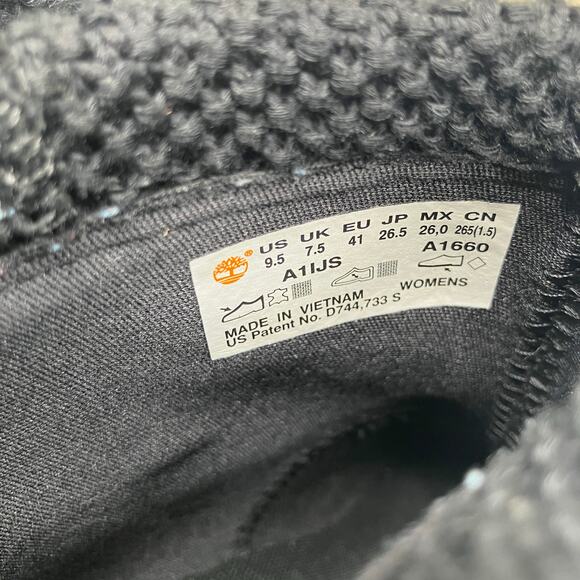 US UK EU JP MX CN
9.5 7.5 41 26.5 26,0 265(1.5)
A1IJS A1660
MADE IN VIETNAM WOMENS
US Patent No. D744,733 S